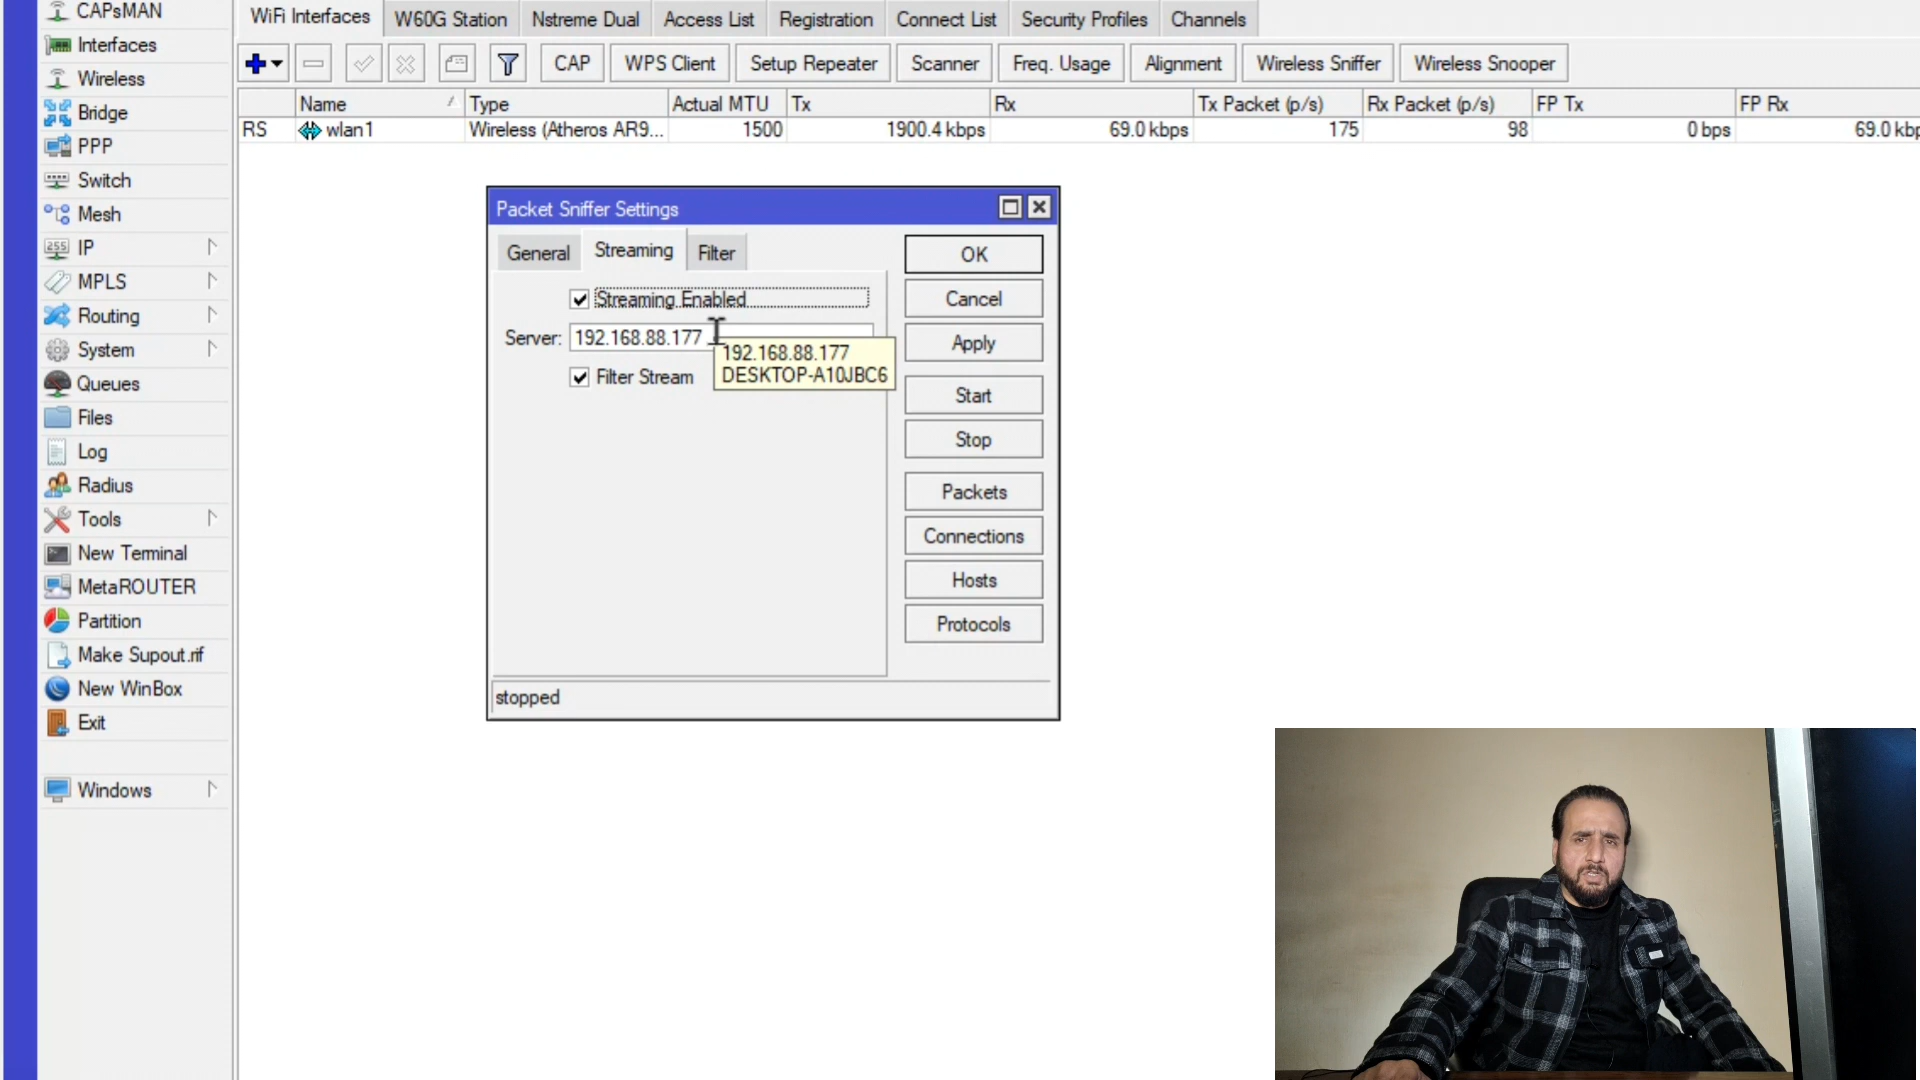 CAPsMAN
Interfaces
Wireless
Bridge
PPP
Switch
Mesh
IP
MPLS
Routing
System
Queues
Files
Log
Radius
Tools
New Terminal
MetaROUTER
Partition
Make Supout.rif
New WinBox
Exit
Windows
WiFi Interfaces W60G Station Nstreme Dual Access List Registration Connect List Security Profiles Channels
CAP WPS Client Setup Repeater Scanner Freq. Usage Alignment Wireless Sniffer Wireless Snooper
Name Type Actual MTU Tx Rx Tx Packet (p/s) Rx Packet (p/s) FP Tx FP Rx
RS wlan1 Wireless (Atheros AR9... 1500 1900.4 kbps 69.0 kbps 175 98 0 bps 69.0 kbp
Packet Sniffer Settings
General Streaming Filter
Streaming Enabled
Server: 192.168.88.177
192.168.88.177
DESKTOP-A10JBC6
Filter Stream
OK
Cancel
Apply
Start
Stop
Packets
Connections
Hosts
Protocols
stopped